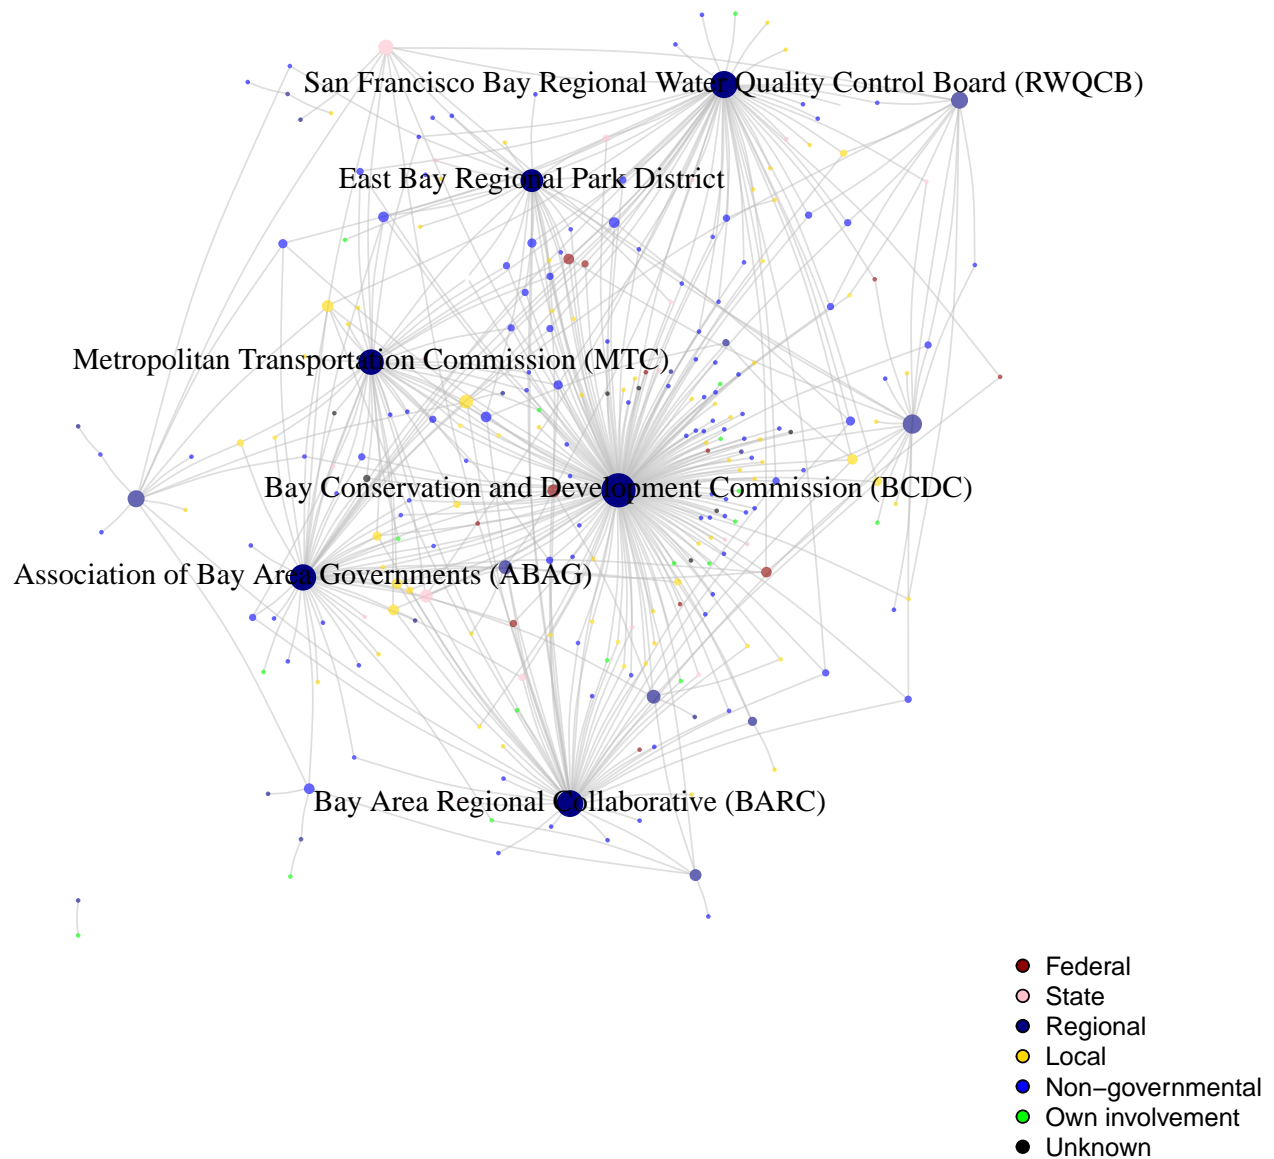 San Francisco Bay Regional Water Quality Control Board (RWQCB)
East Bay Regional Park District
Metropolitan Transportation Commission (MTC)
Bay Conservation and Development Commission (BCDC)
Association of Bay Area Governments (ABAG)
Bay Area Regional Collaborative (BARC)
Federal
State
Regional
Local
Non−governmental
Own involvement
Unknown